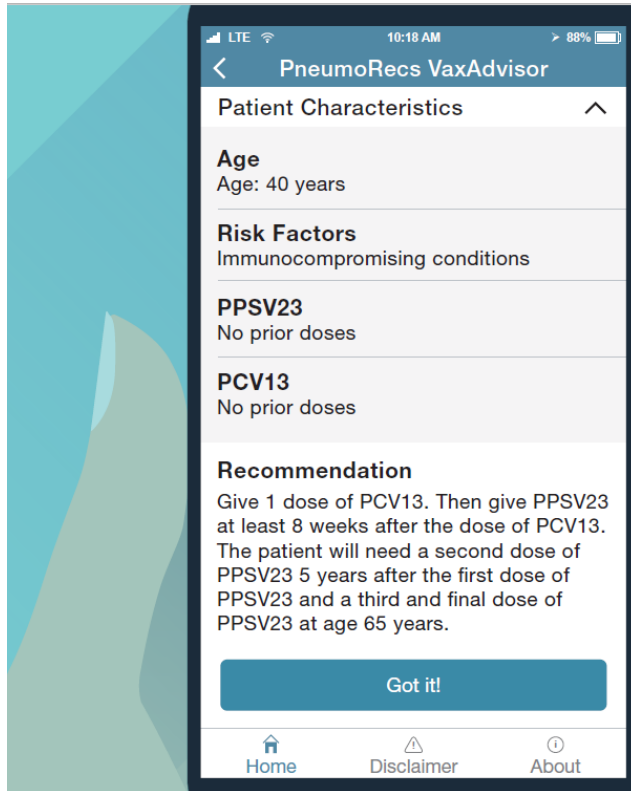 LTE 10:18 AM 88%
PneumoRecs VaxAdvisor
Patient Characteristics
Age
Age: 40 years
Risk Factors
Immunocompromising conditions
PPSV23
No prior doses
PCV13
No prior doses
Recommendation
Give 1 dose of PCV13. Then give PPSV23
at least 8 weeks after the dose of PCV13.
The patient will need a second dose of
PPSV23 5 years after the first dose of
PPSV23 and a third and final dose of
PPSV23 at age 65 years.
Got it!
Home Disclaimer About